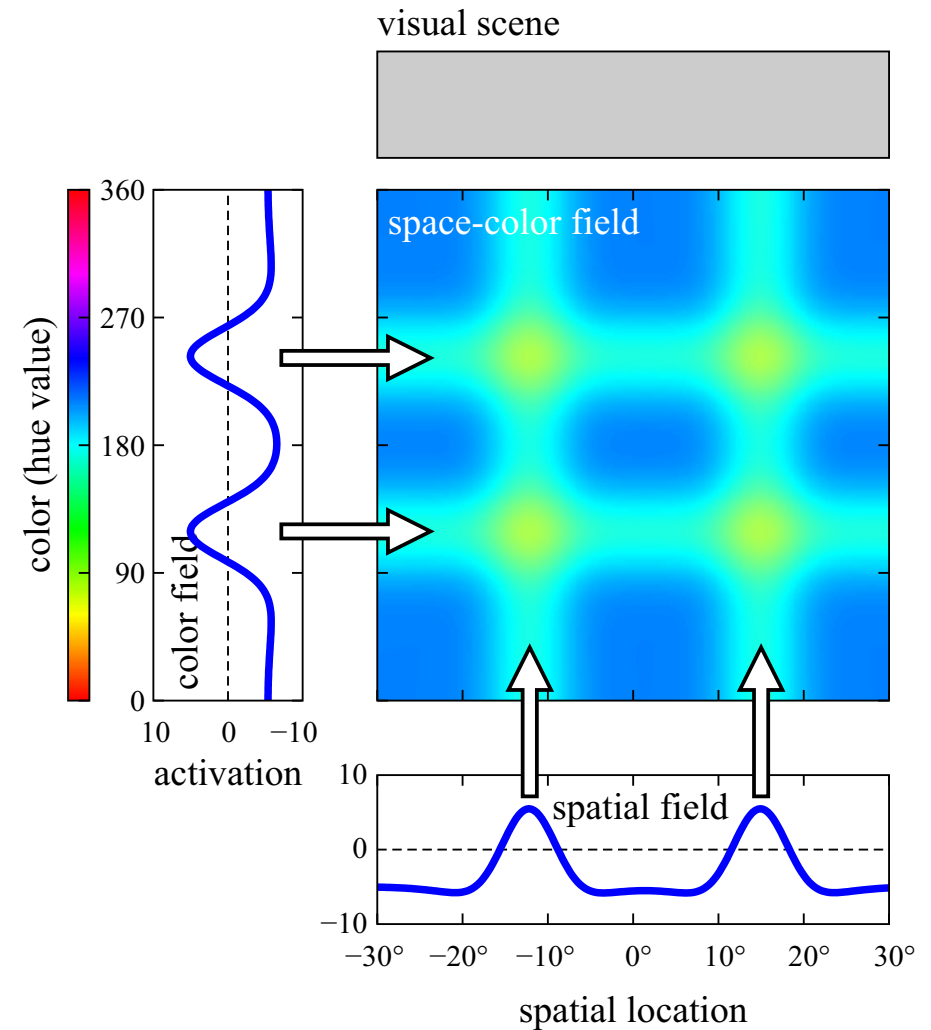 visual scene
space-color field
color (hue value)
360
270
180
90
0
color field
10 0 −10
activation
spatial field
10
0
−10
−30° −20° −10° 0° 10° 20° 30°
spatial location